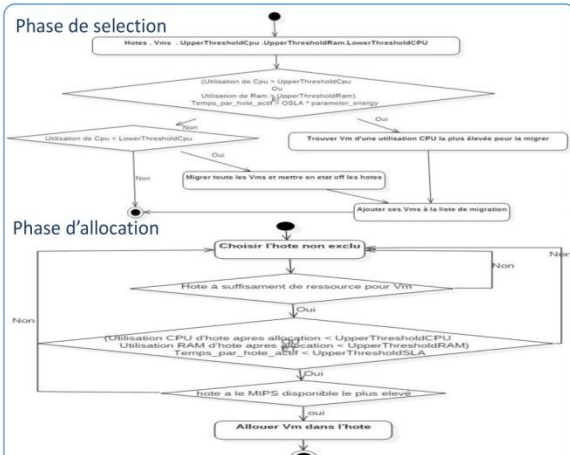 Phase de selection
Hotes . Vms . UpperThresholdCpu .UpperThresholdRam.LowerThresholdCPU
(Utilisation de Cpu > UpperThresholdCpu
Ou
Utilisation de Ram > UpperThresholdRam)
Et
Temps_par_hote_actif > OSLA * parameter_energy
Non
Oui
Utilisation de Cpu < LowerThresholdCpu
Trouver Vm d'une utilisation CPU la plus élevée pour la migrer
Oui
Non
Migrer toute les Vms et mettre en etat off les hotes
Ajouter ces Vms à la liste de migration
Phase d'allocation
Choisir l'hote non exclu
Non
Non
Hote à suffisament de ressource pour Vm
Oui
Non
(Utilisation CPU d'hote apres allocation < UpperThresholdCPU
Utilisation RAM d'hote apres allocation < UpperThresholdRAM)
Temps_par_hote_actif < UpperThresholdSLA
Oui
hote a le MIPS disponible le plus elevé
oui
Allouer Vm dans l'hote